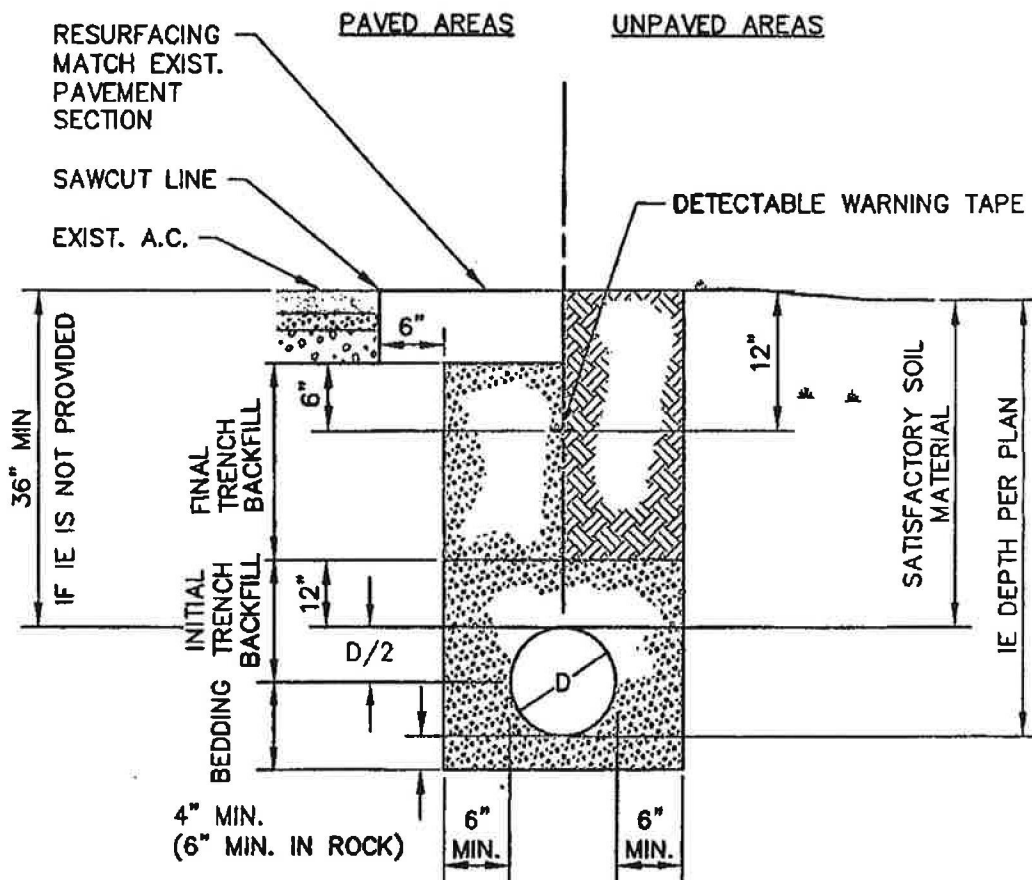 PAVED AREAS
UNPAVED AREAS
RESURFACING
MATCH EXIST.
PAVEMENT
SECTION
SAWCUT LINE
EXIST. A.C.
DETECTABLE WARNING TAPE
36" MIN
IF IE IS NOT PROVIDED
6"
6"
12"
FINAL
TRENCH
BACKFILL
INITIAL
TRENCH
BACKFILL
12"
D/2
D
BEDDING
4" MIN.
(6" MIN. IN ROCK)
6"
MIN.
6"
MIN.
SATISFACTORY SOIL
MATERIAL
IE DEPTH PER PLAN